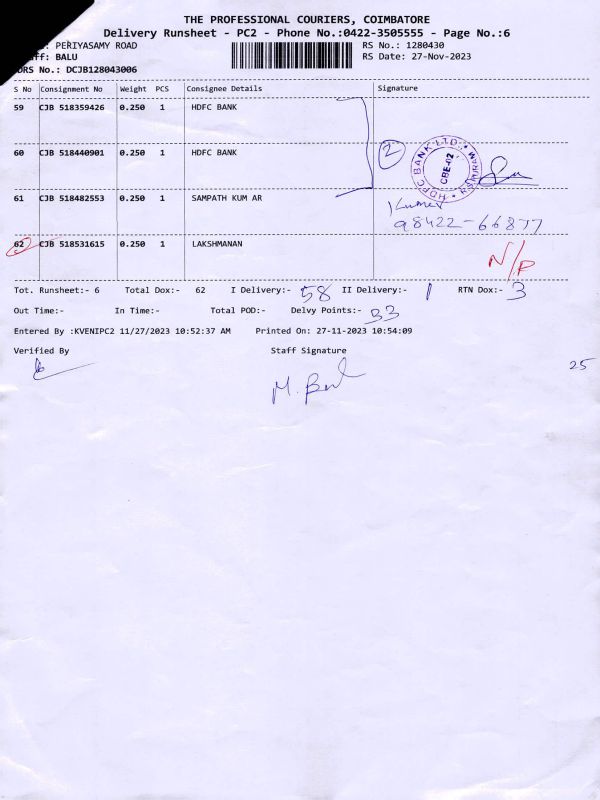 THE PROFESSIONAL COURIERS, COIMBATORE
Delivery Runsheet - PC2 - Phone No.:0422-3505555 - Page No.:6
: PERIYASAMY ROAD RS No.: 1280430
ff: BALU RS Date: 27-Nov-2023
DRS No.: DCJB128043006
S No Consignment No Weight PCS Consignee Details Signature
59 CJB 518359426 0.250 1 HDFC BANK
60 CJB 518440901 0.250 1 HDFC BANK 2
HDFC BANK LTD. CBE-02
61 CJB 518482553 0.250 1 SAMPATH KUM AR
Kumar
98422-66877
62 CJB 518531615 0.250 1 LAKSHMANAN
N/P
Tot. Runsheet:- 6 Total Dox:- 62 I Delivery:- 58 II Delivery:- 1 RTN Dox:- 3
Out Time:- In Time:- Total POD:- Delvy Points:- 33
Entered By :KVENIPC2 11/27/2023 10:52:37 AM Printed On: 27-11-2023 10:54:09
Verified By Staff Signature
25
M. Bal